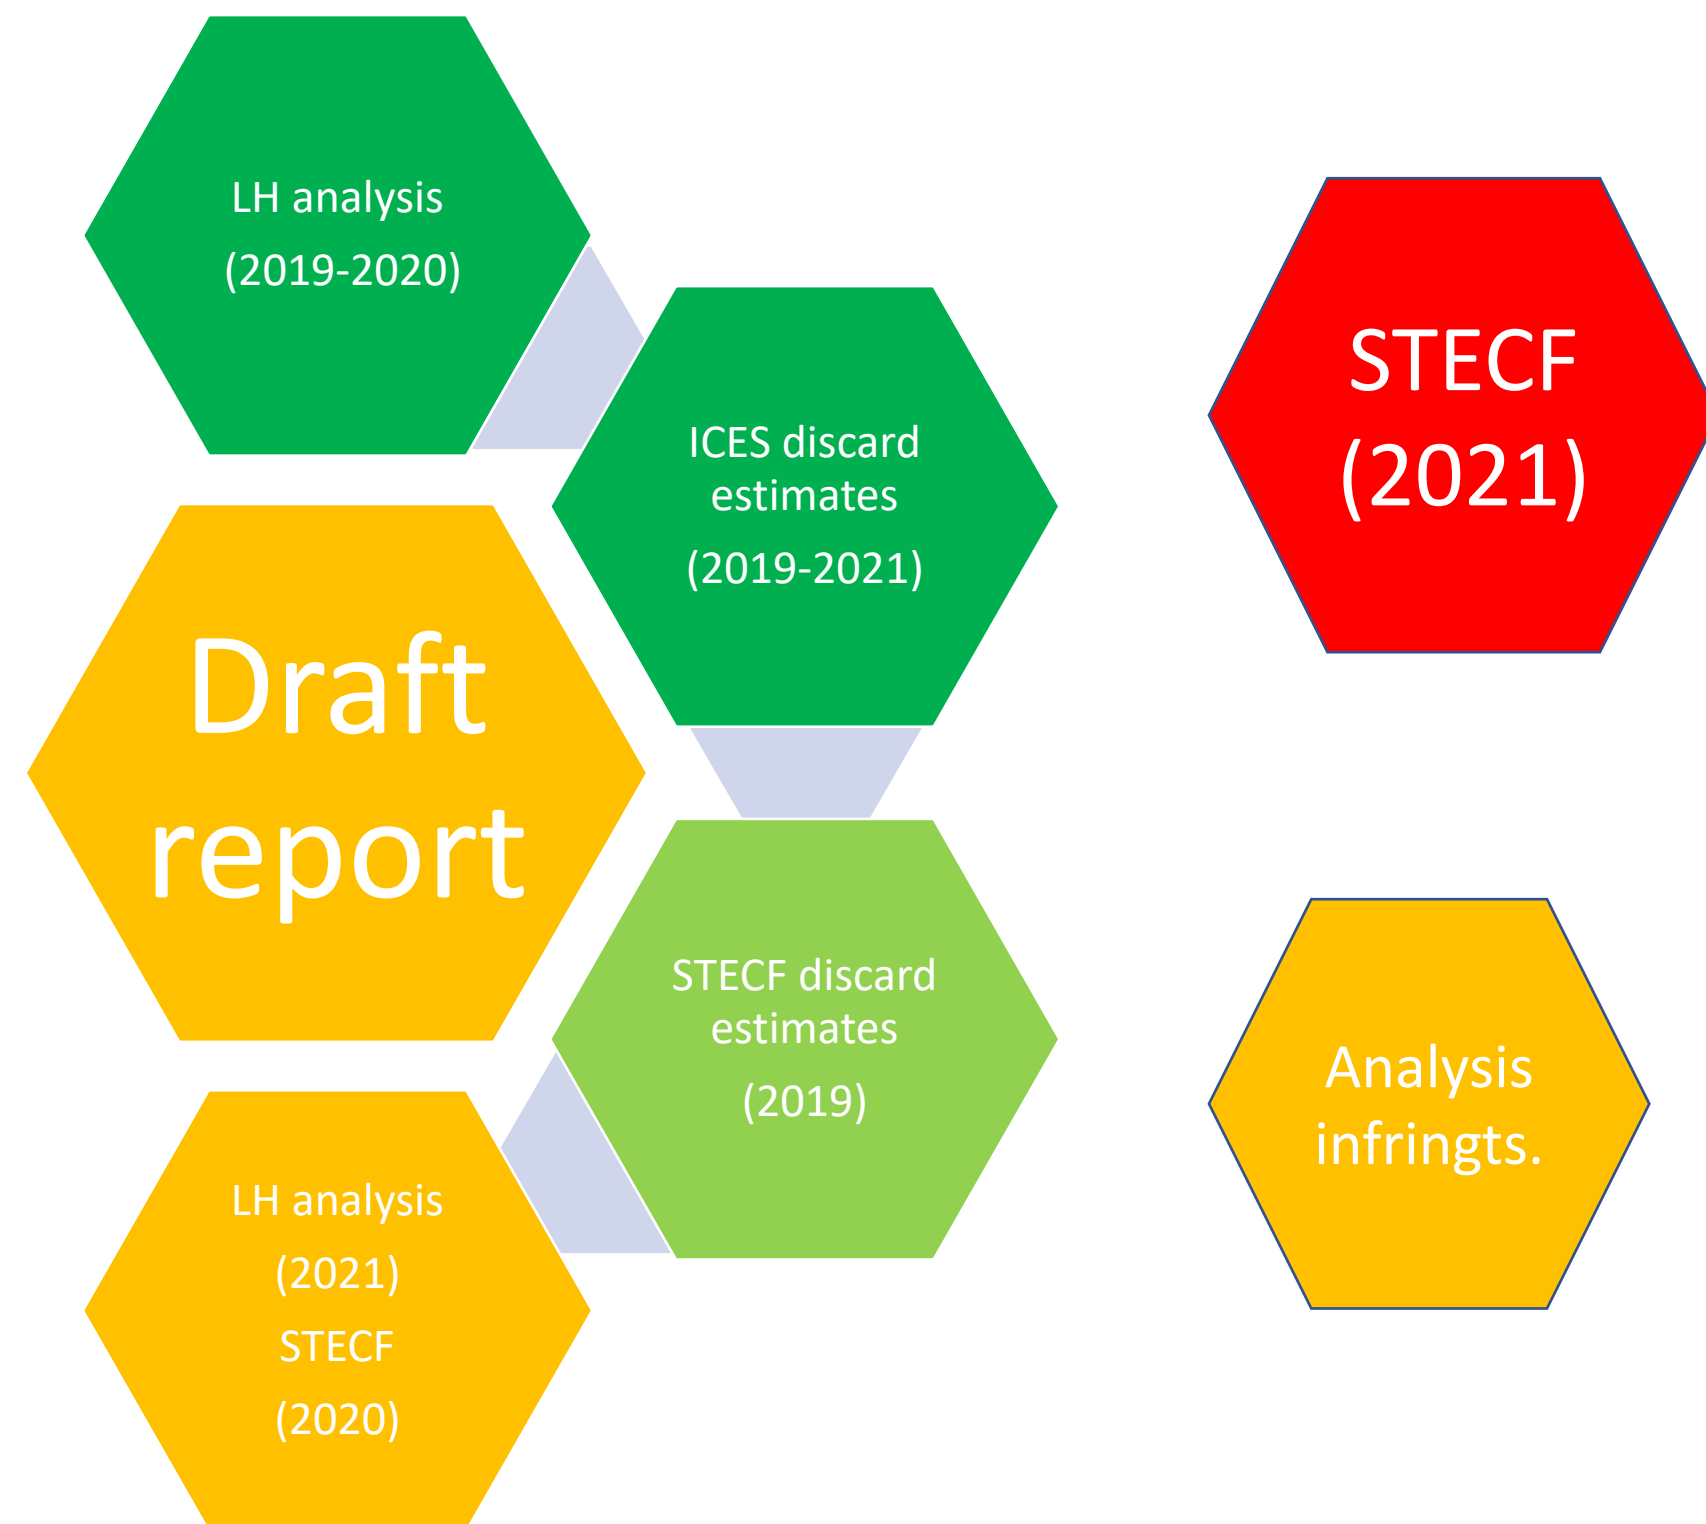 LH analysis
(2019-2020)
ICES discard
estimates
(2019-2021)
Draft
report
STECF discard
estimates
(2019)
LH analysis
(2021)
STECF
(2020)
STECF
(2021)
Analysis
infringts.